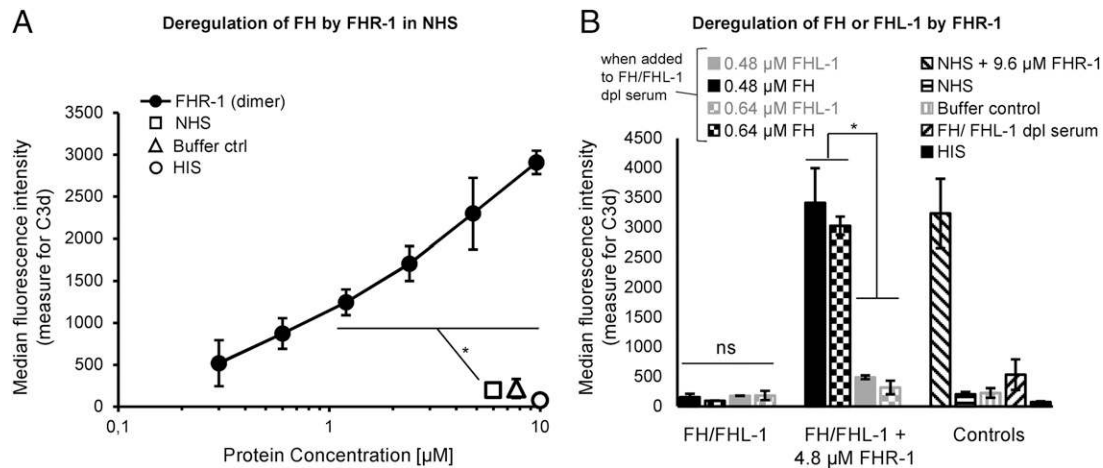 A
Deregulation of FH by FHR-1 in NHS
FHR-1 (dimer)
NHS
Buffer ctrl
HIS
Median fluorescence intensity
(measure for C3d)
3500
3000
2500
2000
1500
1000
500
0
*
0,1
1
10
Protein Concentration [µM]
B
Deregulation of FH or FHL-1 by FHR-1
when added
to FH/FHL-1
dpl serum
0.48 µM FHL-1
0.48 µM FH
0.64 µM FHL-1
0.64 µM FH
NHS + 9.6 µM FHR-1
NHS
Buffer control
FH/ FHL-1 dpl serum
HIS
Median fluorescence intensity
(measure for C3d)
4500
4000
3500
3000
2500
2000
1500
1000
500
0
ns
*
FH/FHL-1
FH/FHL-1 +
4.8 µM FHR-1
Controls